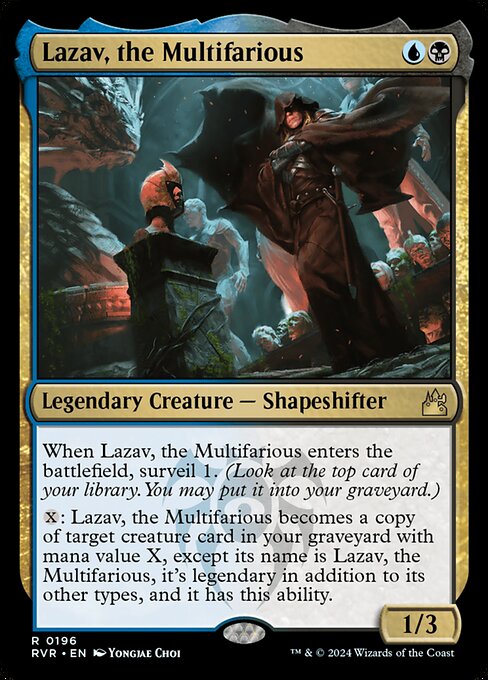 Lazav, the Multifarious
Legendary Creature — Shapeshifter
When Lazav, the Multifarious enters the
battlefield, surveil 1. (Look at the top card of
your library. You may put it into your graveyard.)
X: Lazav, the Multifarious becomes a copy
of target creature card in your graveyard with
mana value X, except its name is Lazav, the
Multifarious, it's legendary in addition to its
other types, and it has this ability.
1/3
R 0196
RVR • EN Yongjae Choi
™ & © 2024 Wizards of the Coast